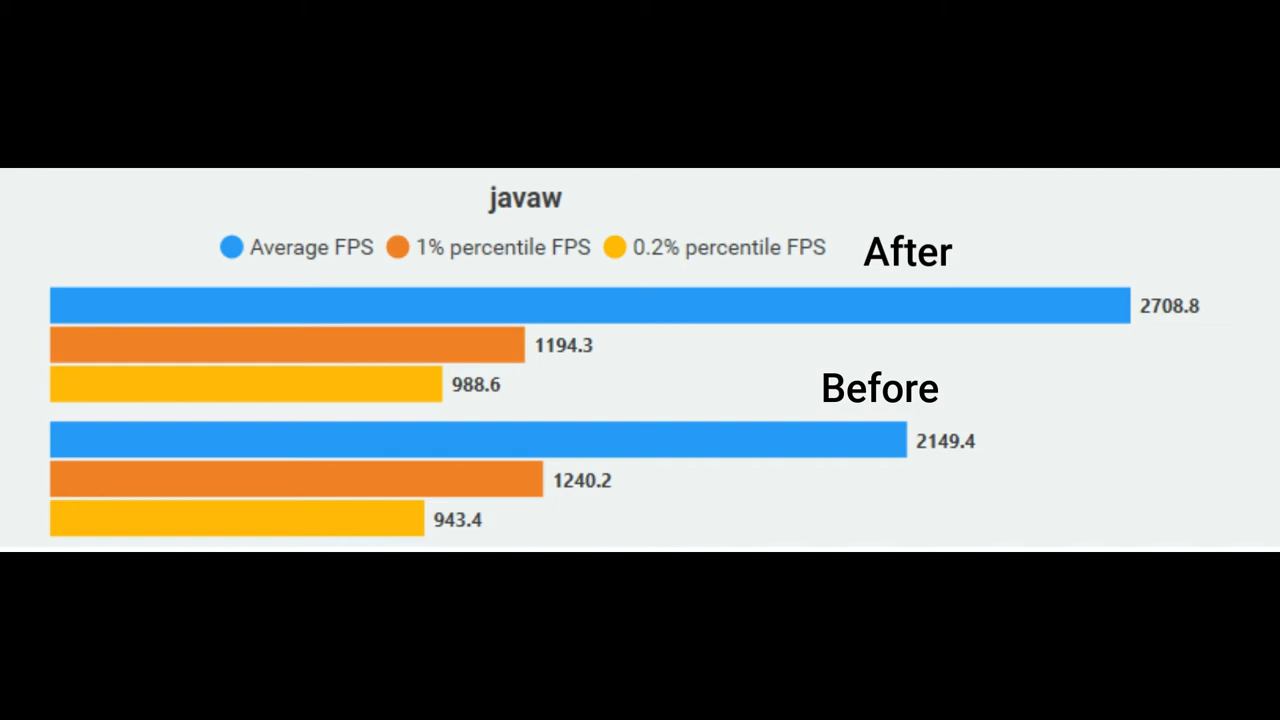 javaw
Average FPS 1% percentile FPS 0.2% percentile FPS
After
2708.8
1194.3
988.6
Before
2149.4
1240.2
943.4